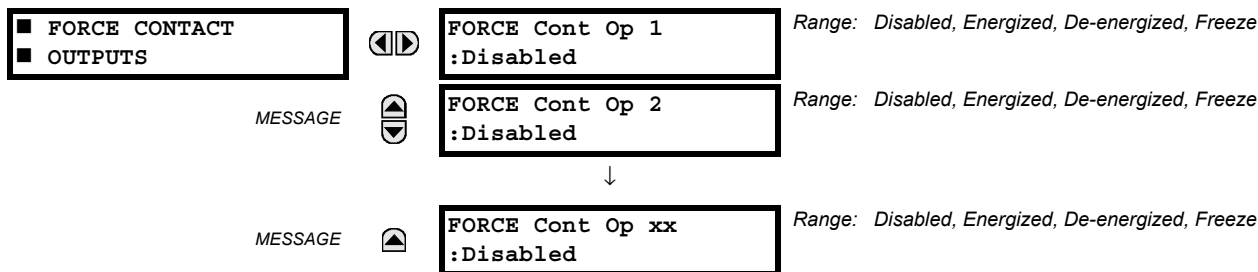 ■ FORCE CONTACT
■ OUTPUTS
FORCE Cont Op 1
:Disabled
Range: Disabled, Energized, De-energized, Freeze
MESSAGE
FORCE Cont Op 2
:Disabled
Range: Disabled, Energized, De-energized, Freeze
↓
MESSAGE
FORCE Cont Op xx
:Disabled
Range: Disabled, Energized, De-energized, Freeze